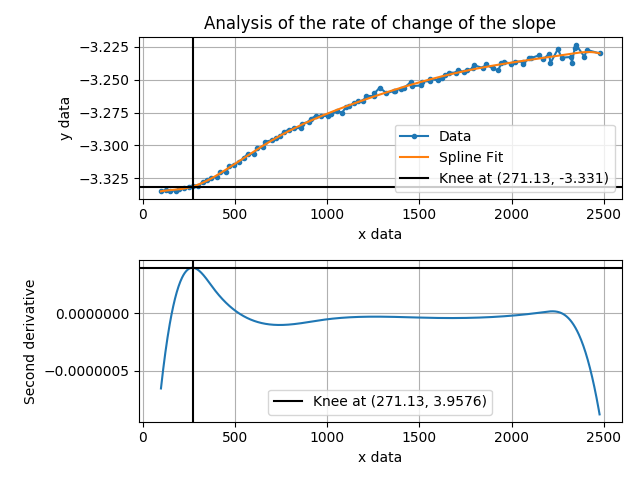 Analysis of the rate of change of the slope
−3.225
−3.250
−3.275
−3.300
−3.325
y data
Data
Spline Fit
Knee at (271.13, -3.331)
0 500 1000 1500 2000 2500
x data
0.0000000
−0.0000005
Second derivative
Knee at (271.13, 3.9576)
0 500 1000 1500 2000 2500
x data